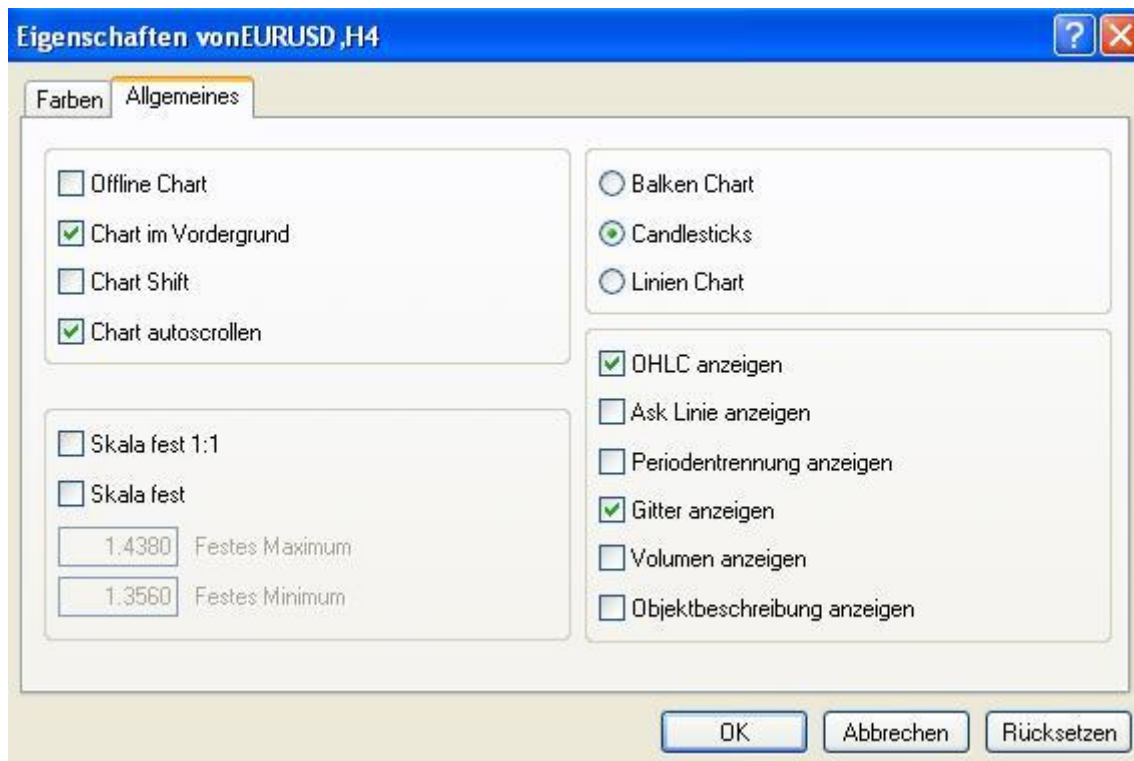 Eigenschaften vonEURUSD,H4
Farben
Allgemeines
Offline Chart
Chart im Vordergrund
Chart Shift
Chart autoscrollen
Skala fest 1:1
Skala fest
1.4380 Festes Maximum
1.3560 Festes Minimum
Balken Chart
Candlesticks
Linien Chart
OHLC anzeigen
Ask Linie anzeigen
Periodentrennung anzeigen
Gitter anzeigen
Volumen anzeigen
Objektbeschreibung anzeigen
OK
Abbrechen
Rücksetzen